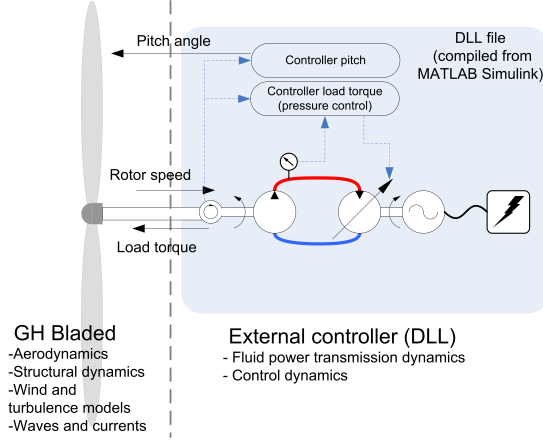 Pitch angle
Controller pitch
Controller load torque
(pressure control)
DLL file
(compiled from
MATLAB Simulink)
Rotor speed
Load torque
GH Bladed
-Aerodynamics
-Structural dynamics
-Wind and
turbulence models
-Waves and currents
External controller (DLL)
- Fluid power transmission dynamics
- Control dynamics